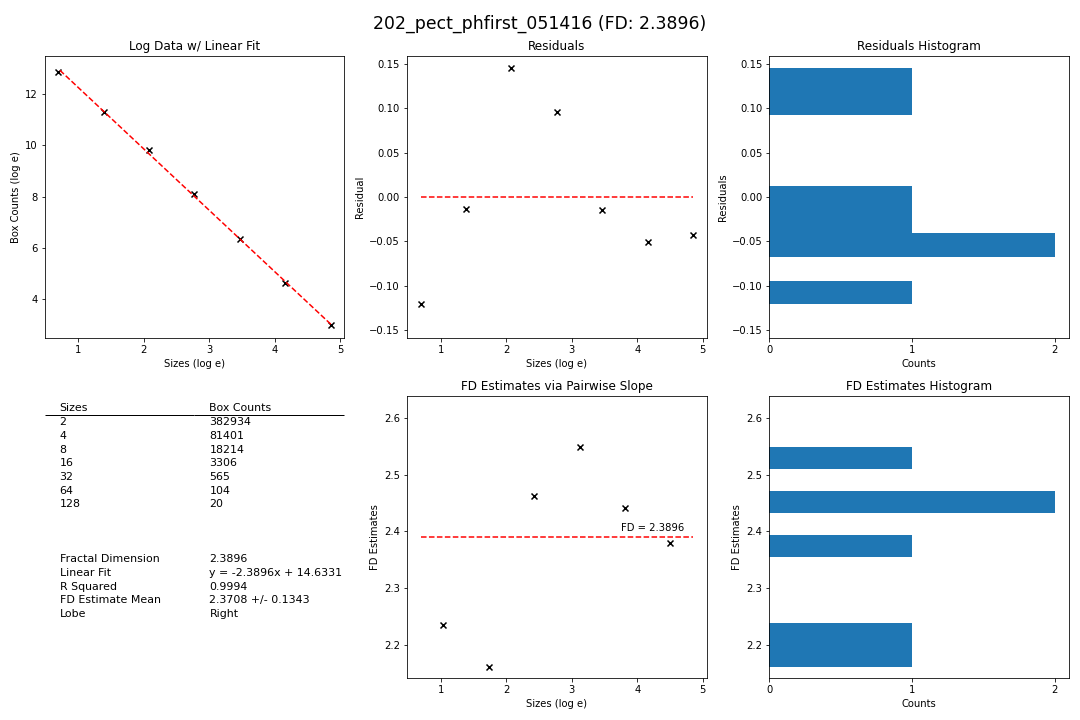 202_pect_phfirst_051416 (FD: 2.3896)
Log Data w/ Linear Fit
Box Counts (log e)
12
10
8
6
4
1 2 3 4 5
Sizes (log e)
Residuals
Residual
0.15
0.10
0.05
0.00
−0.05
−0.10
−0.15
1 2 3 4 5
Sizes (log e)
Residuals Histogram
Residuals
0.15
0.10
0.05
0.00
−0.05
−0.10
−0.15
0 1 2
Counts
Sizes Box Counts
2 382934
4 81401
8 18214
16 3306
32 565
64 104
128 20
Fractal Dimension 2.3896
Linear Fit y = -2.3896x + 14.6331
R Squared 0.9994
FD Estimate Mean 2.3708 +/- 0.1343
Lobe Right
FD Estimates via Pairwise Slope
FD Estimates
2.6
2.5
2.4
2.3
2.2
FD = 2.3896
1 2 3 4 5
Sizes (log e)
FD Estimates Histogram
FD Estimates
2.6
2.5
2.4
2.3
2.2
0 1 2
Counts